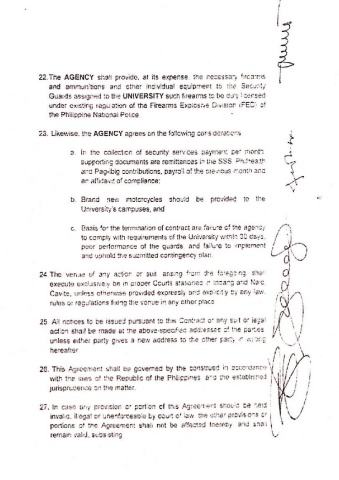 22. The AGENCY shall provide, at its expense, the necessary firearms
and ammunitions and other individual equipment to the Security
Guards assigned to the UNIVERSITY such firearms to be duly licensed
under existing regulation of the Firearms Explosive Division (FED) of
the Philippine National Police.
23. Likewise, the AGENCY agrees on the following considerations
a. In the collection of security services payment per month,
supporting documents are remittances in the SSS, PhilHealth
and Pag-ibig contributions, payroll of the previous month and
an affidavit of compliance;
b. Brand new motorcycles should be provided to the
University's campuses, and
c. Basis for the termination of contract are failure of the agency
to comply with requirements of the University within 30 days,
poor performance of the guards, and failure to implement
and uphold the submitted contingency plan.
24 The venue of any action or suit arising from the foregoing, shall
execute exclusively be in proper Courts stationed in Indang and Naic,
Cavite, unless otherwise provided expressly and explicitly by any law,
rules or regulations fixing the venue in any other place
25 All notices to be issued pursuant to this Contract or any suit or legal
action shall be made at the above-specified addresses of the parties,
unless either party gives a new address to the other party in writing
hereafter
26. This Agreement shall be governed by the construed in accordance
with the laws of the Republic of the Philippines and the established
jurisprudence on the matter.
27. In case any provision or portion of this Agreement should be held
invalid, illegal or unenforceable by court of law, the other provisions or
portions of the Agreement shall not be affected thereby and shall
remain valid, subsisting